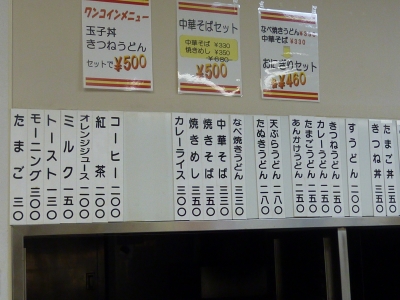 ワンコインメニュー
玉子丼
きつねうどん
セットで¥500
中華そばセット
中華そば ¥330
焼きめし ¥350
¥680
¥500
なべ焼きうどん
中華そば ¥330
おにぎりセット
¥460
たま丼 三五〇
きつね丼 三五〇
すうどん 二〇〇
きつねうどん 二五〇
カレーうどん 二五〇
たまごうどん 二五〇
あんかけうどん 二五〇
天ぷらうどん 二八〇
たぬきうどん 二八〇
なべ焼うどん 三三〇
中華そば 三三〇
焼きそば 三五〇
焼きめし 三五〇
カレーライス 三五〇
コーヒー 二〇〇
紅茶 二〇〇
オレンジジュース 二〇〇
ミルク 一五〇
トースト 一三〇
モーニング 三〇〇
たまご 三〇